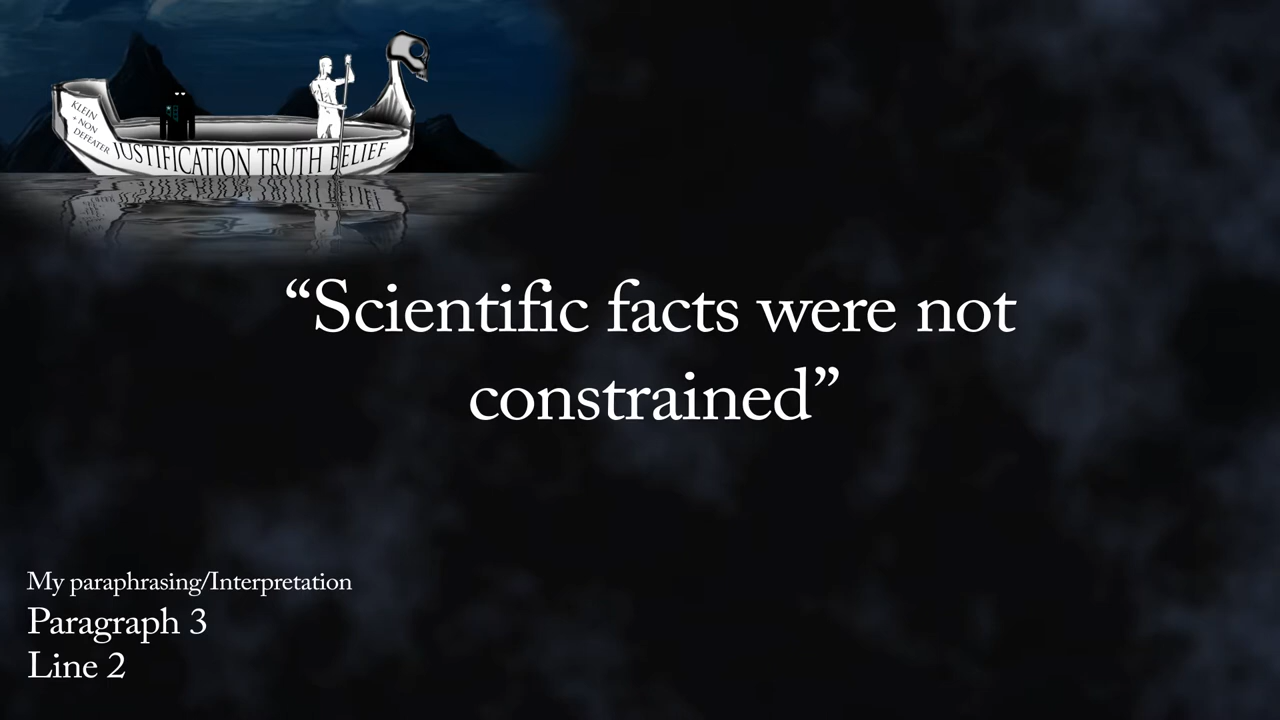 KLEIN
+ NON
DEFEATER
JUSTIFICATION TRUTH BELIEF
“Scientific facts were not
constrained”
My paraphrasing/Interpretation
Paragraph 3
Line 2